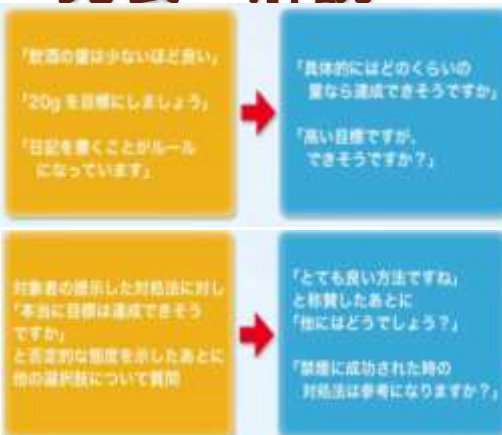 「飲酒の量は少ないほど良い」
「20gを目標にしましょう」
「日記を書くことがルール
になっています」
「具体的にはどのくらいの
量なら達成できそうですか」
「高い目標ですが、
できそうですか？」
対象者の提示した対処法に対し
「本当に目標は達成できそう
ですか」
と否定的な態度を示したあとに
他の選択肢について質問
「とても良い方法ですね」
と称賛したあとに
「他にはどうでしょう？」
「禁煙に成功された時の
対処法は参考になりますか？」